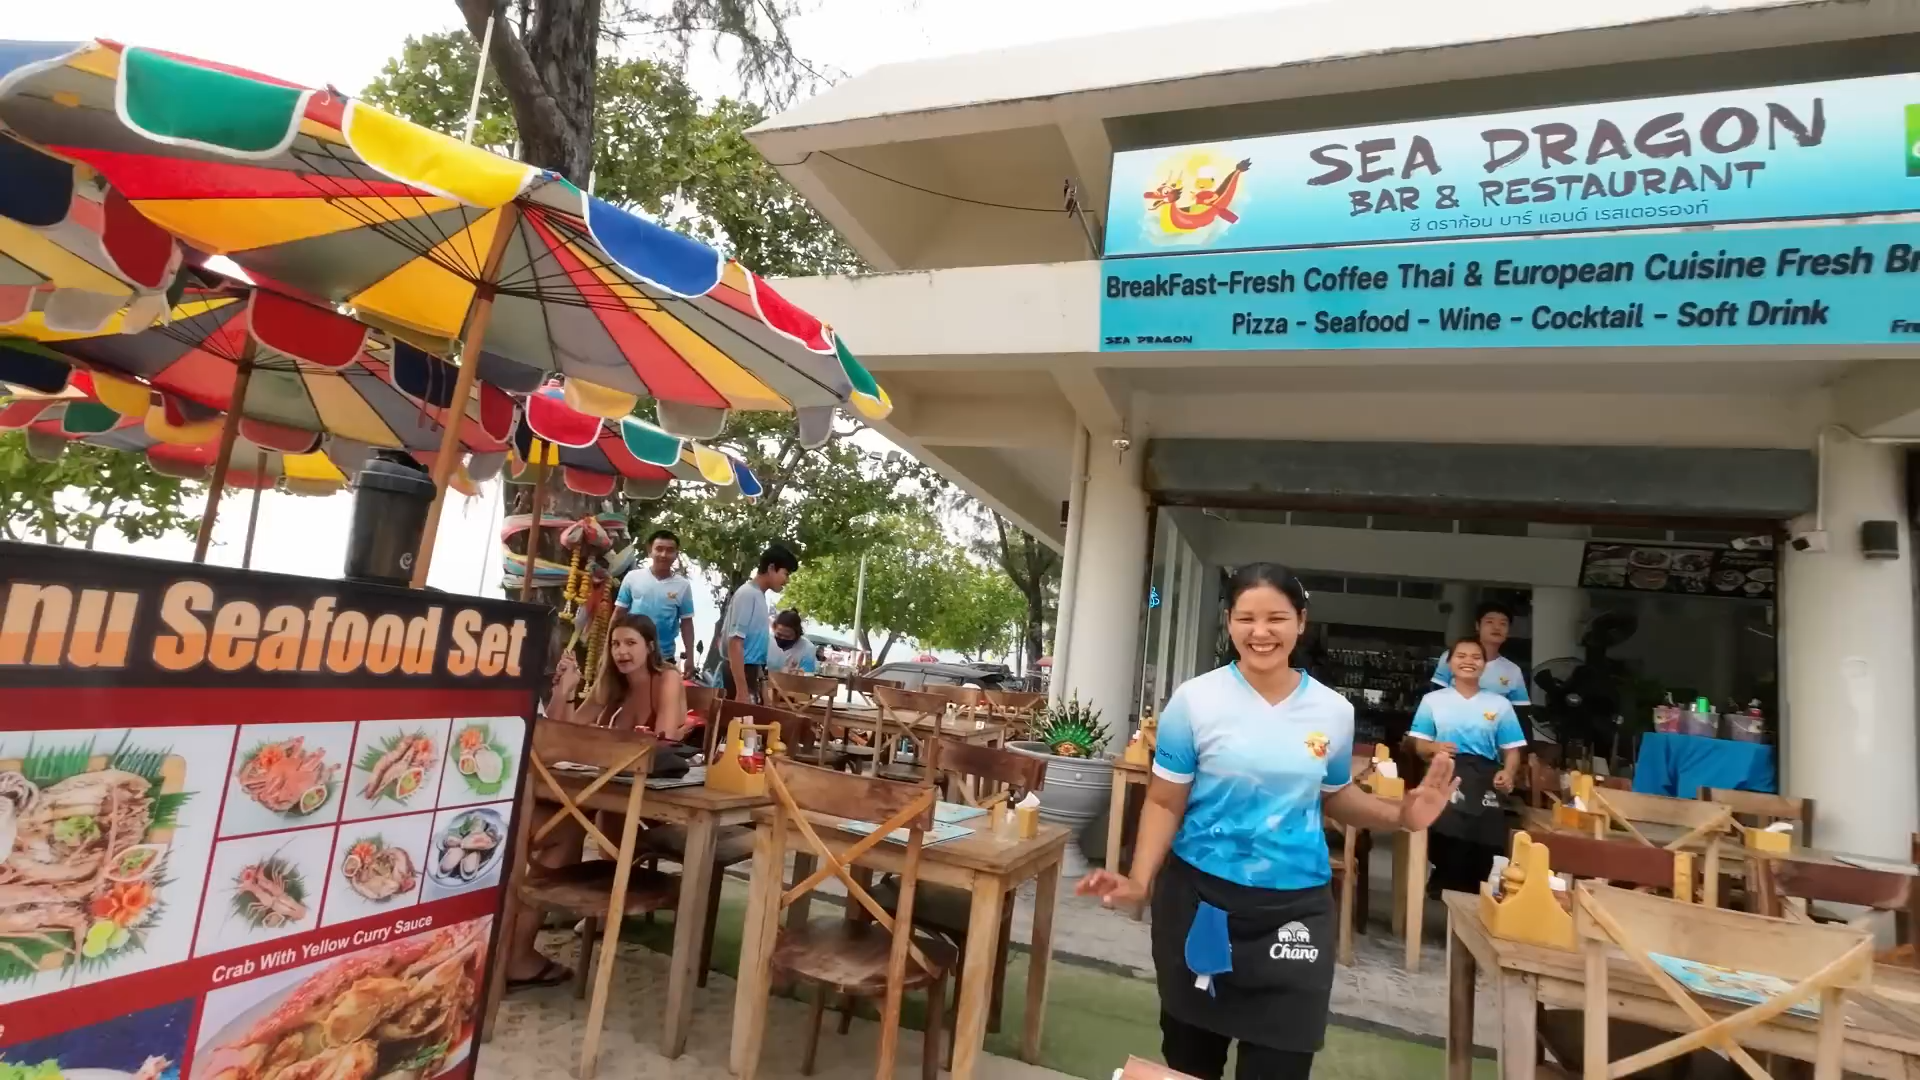 SEA DRAGON
BAR & RESTAURANT
ซี ดราก้อน บาร์ แอนด์ เรสเตอรองท์
BreakFast-Fresh Coffee Thai & European Cuisine Fresh Br
Pizza - Seafood - Wine - Cocktail - Soft Drink
SEA DRAGON
nu Seafood Set
Crab With Yellow Curry Sauce
Chang
Chang